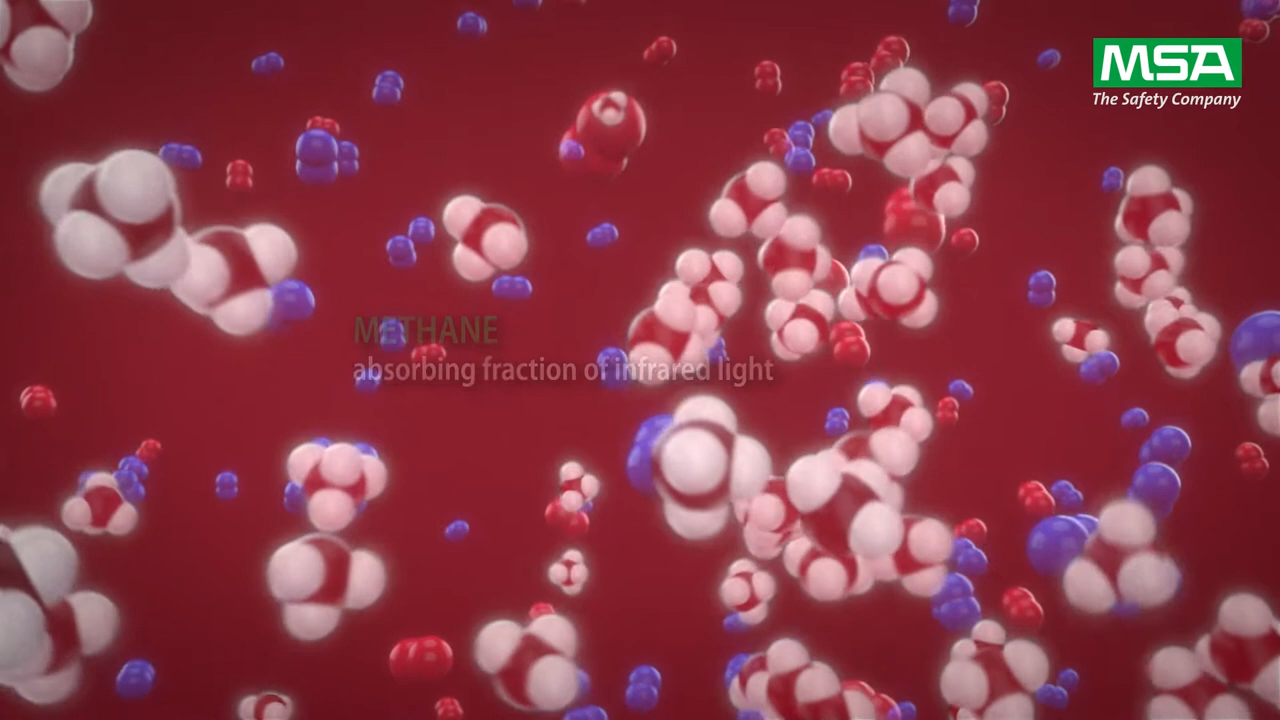 MSA
The Safety Company
METHANE
absorbing fraction of infrared light